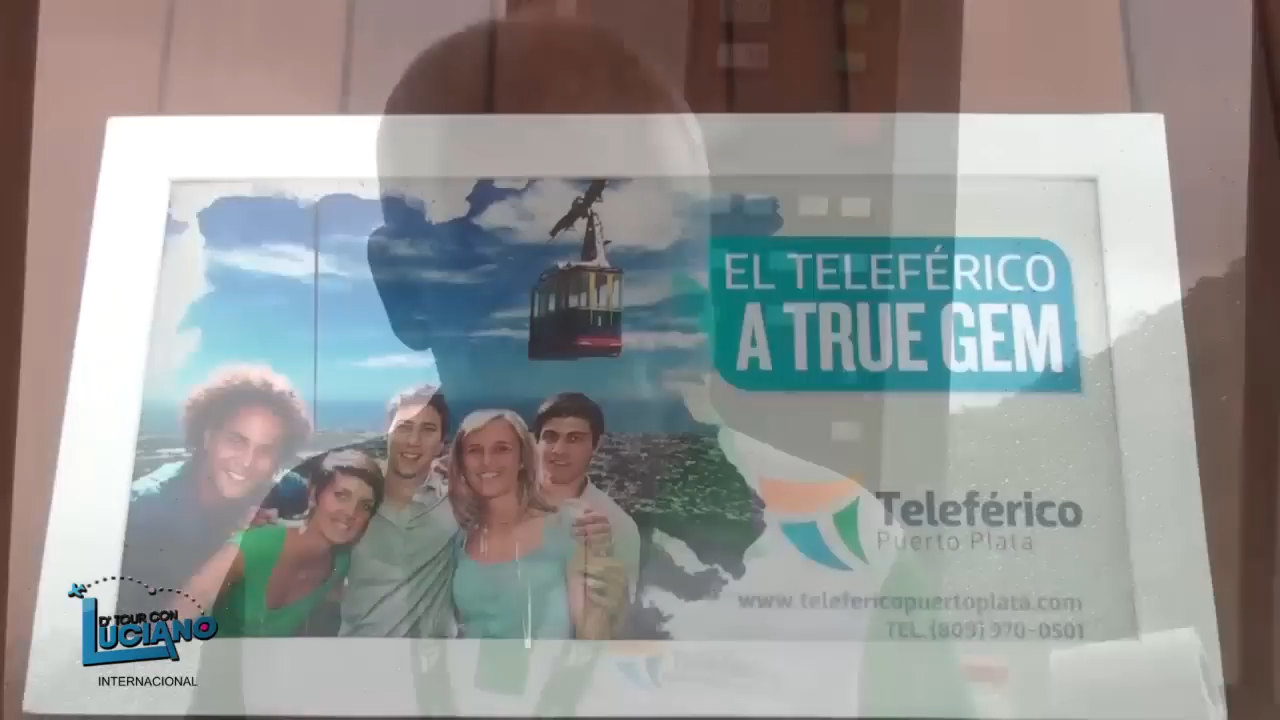 EL TELEFÉRICO
A TRUE GEM
Teleférico
Puerto Plata
www.telefericopuertoplata.com
TEL. (809) 970-0501
D' TOUR CON
LUCIANO
INTERNACIONAL